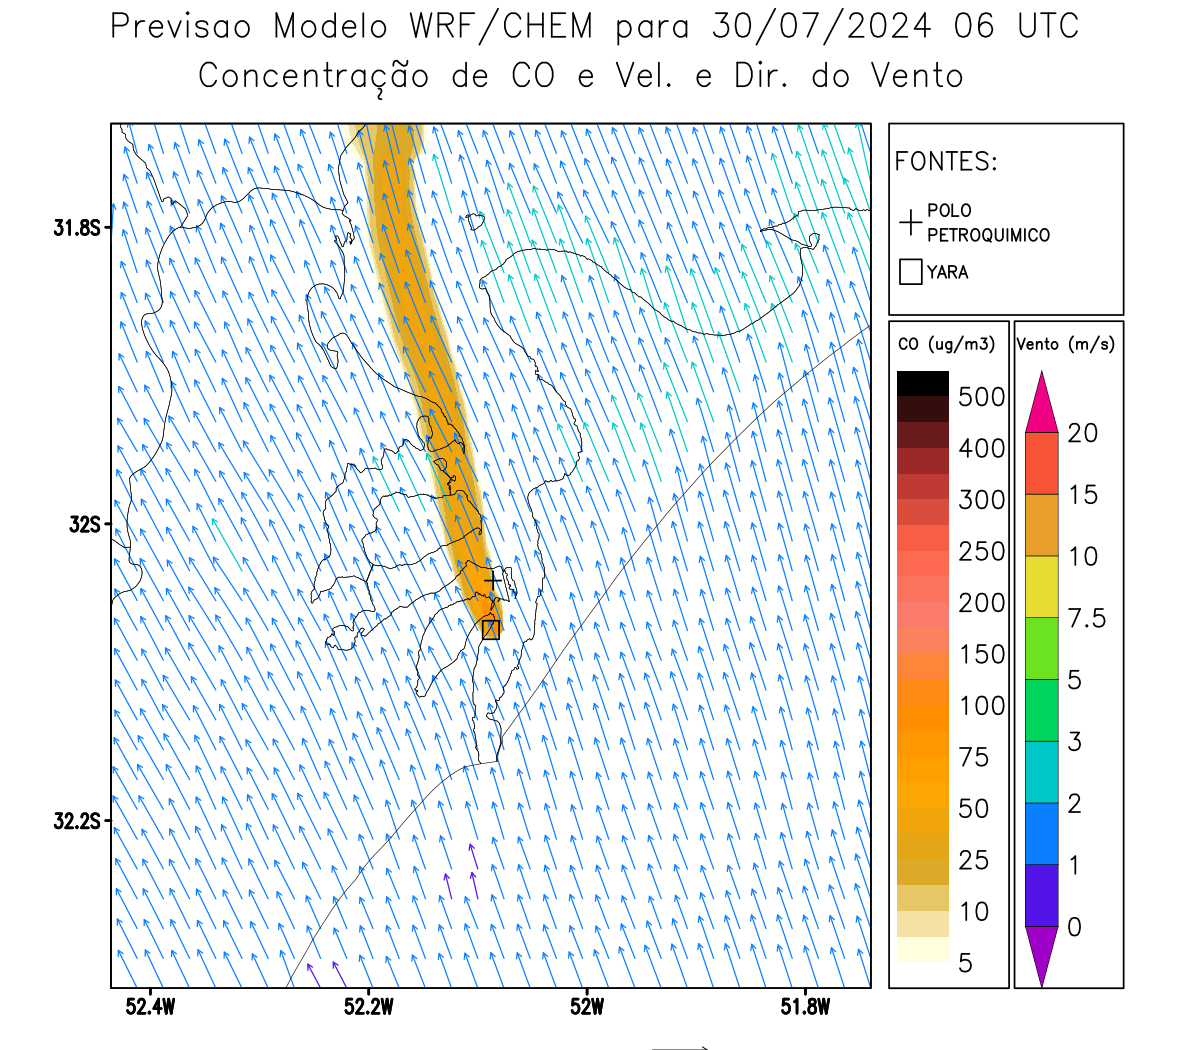 Previsao Modelo WRF/CHEM para 30/07/2024 06 UTC
Concentração de CO e Vel. e Dir. do Vento
FONTES:
POLO
PETROQUIMICO
YARA
CO (ug/m3)
500
400
300
250
200
150
100
75
50
25
10
5
Vento (m/s)
20
15
10
7.5
5
3
2
1
0
31.8S
32S
32.2S
52.4W
52.2W
52W
51.8W